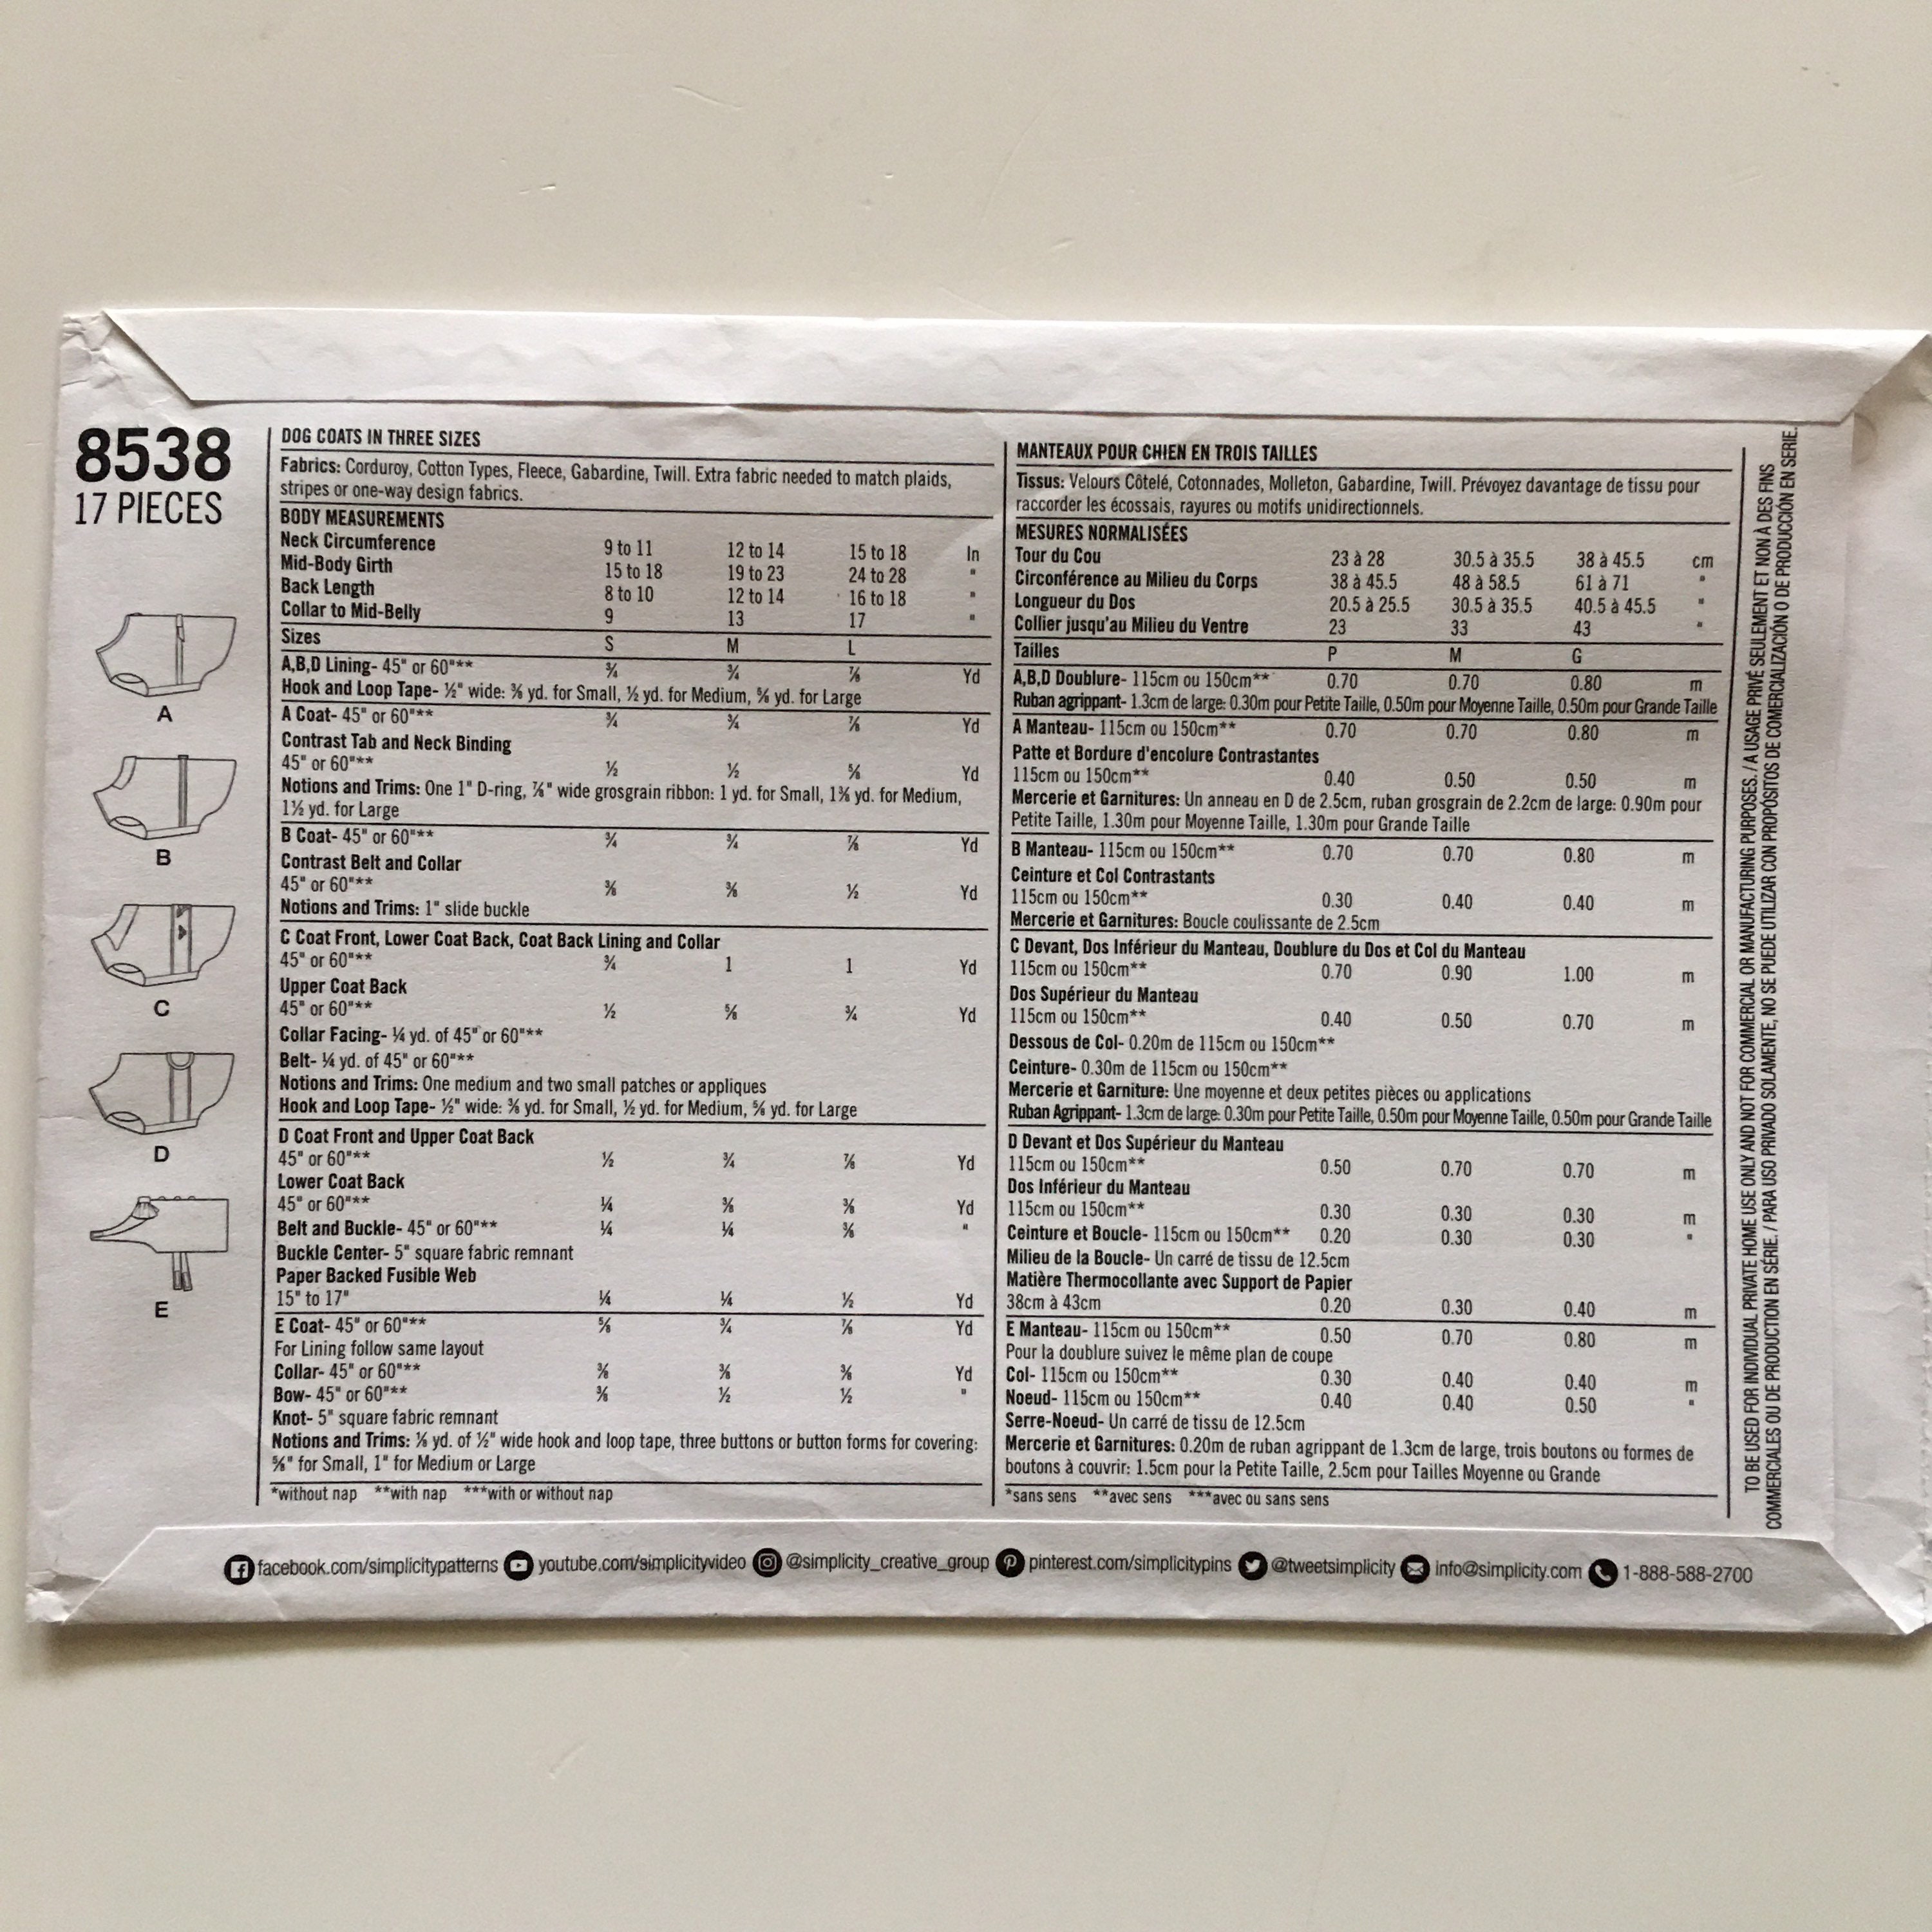 8538
17 PIECES
A
B
C
D
E
DOG COATS IN THREE SIZES
Fabrics: Corduroy, Cotton Types, Fleece, Gabardine, Twill. Extra fabric needed to match plaids,
stripes or one-way design fabrics.
BODY MEASUREMENTS
Neck Circumference 9 to 11 12 to 14 15 to 18 In
Mid-Body Girth 15 to 18 19 to 23 24 to 28 "
Back Length 8 to 10 12 to 14 16 to 18 "
Collar to Mid-Belly 9 13 17 "
Sizes S M L
A,B,D Lining- 45" or 60"** ¾ ¾ ⅞ Yd
Hook and Loop Tape- ½" wide: ⅜ yd. for Small, ½ yd. for Medium, ⅝ yd. for Large
A Coat- 45" or 60"** ¾ ¾ ⅞ Yd
Contrast Tab and Neck Binding
45" or 60"** ½ ½ ⅝ Yd
Notions and Trims: One 1" D-ring, ⅞" wide grosgrain ribbon: 1 yd. for Small, 1⅜ yd. for Medium,
1½ yd. for Large
B Coat- 45" or 60"** ¾ ¾ ⅞ Yd
Contrast Belt and Collar
45" or 60"** ⅜ ⅜ ½ Yd
Notions and Trims: 1" slide buckle
C Coat Front, Lower Coat Back, Coat Back Lining and Collar
45" or 60"** ¾ 1 1 Yd
Upper Coat Back
45" or 60"** ½ ⅝ ¾ Yd
Collar Facing- ¼ yd. of 45" or 60"**
Belt- ¼ yd. of 45" or 60"**
Notions and Trims: One medium and two small patches or appliques
Hook and Loop Tape- ½" wide: ⅜ yd. for Small, ½ yd. for Medium, ⅝ yd. for Large
D Coat Front and Upper Coat Back
45" or 60"** ½ ¾ ⅞ Yd
Lower Coat Back
45" or 60"** ¼ ⅜ ⅜ Yd
Belt and Buckle- 45" or 60"** ¼ ¼ ⅜ "
Buckle Center- 5" square fabric remnant
Paper Backed Fusible Web
15" to 17" ¼ ¼ ½ Yd
E Coat- 45" or 60"** ⅝ ¾ ⅞ Yd
For Lining follow same layout
Collar- 45" or 60"** ⅜ ⅜ ⅜ Yd
Bow- 45" or 60"** ⅜ ½ ½ "
Knot- 5" square fabric remnant
Notions and Trims: ⅛ yd. of ½" wide hook and loop tape, three buttons or button forms for covering:
⅝" for Small, 1" for Medium or Large
*without nap **with nap ***with or without nap
MANTEAUX POUR CHIEN EN TROIS TAILLES
Tissus: Velours Côtelé, Cotonnades, Molleton, Gabardine, Twill. Prévoyez davantage de tissu pour
raccorder les écossais, rayures ou motifs unidirectionnels.
MESURES NORMALISÉES
Tour du Cou 23 à 28 30.5 à 35.5 38 à 45.5 cm
Circonférence au Milieu du Corps 38 à 45.5 48 à 58.5 61 à 71 "
Longueur du Dos 20.5 à 25.5 30.5 à 35.5 40.5 à 45.5 "
Collier jusqu'au Milieu du Ventre 23 33 43 "
Tailles P M G
A,B,D Doublure- 115cm ou 150cm** 0.70 0.70 0.80 m
Ruban agrippant- 1.3cm de large: 0.30m pour Petite Taille, 0.50m pour Moyenne Taille, 0.50m pour Grande Taille
A Manteau- 115cm ou 150cm** 0.70 0.70 0.80 m
Patte et Bordure d'encolure Contrastantes
115cm ou 150cm** 0.40 0.50 0.50 m
Mercerie et Garnitures: Un anneau en D de 2.5cm, ruban grosgrain de 2.2cm de large: 0.90m pour
Petite Taille, 1.30m pour Moyenne Taille, 1.30m pour Grande Taille
B Manteau- 115cm ou 150cm** 0.70 0.70 0.80 m
Ceinture et Col Contrastants
115cm ou 150cm** 0.30 0.40 0.40 m
Mercerie et Garnitures: Boucle coulissante de 2.5cm
C Devant, Dos Inférieur du Manteau, Doublure du Dos et Col du Manteau
115cm ou 150cm** 0.70 0.90 1.00 m
Dos Supérieur du Manteau
115cm ou 150cm** 0.40 0.50 0.70 m
Dessous de Col- 0.20m de 115cm ou 150cm**
Ceinture- 0.30m de 115cm ou 150cm**
Mercerie et Garniture: Une moyenne et deux petites pièces ou applications
Ruban Agrippant- 1.3cm de large: 0.30m pour Petite Taille, 0.50m pour Moyenne Taille, 0.50m pour Grande Taille
D Devant et Dos Supérieur du Manteau
115cm ou 150cm** 0.50 0.70 0.70 m
Dos Inférieur du Manteau
115cm ou 150cm** 0.30 0.30 0.30 m
Ceinture et Boucle- 115cm ou 150cm** 0.20 0.30 0.30 "
Milieu de la Boucle- Un carré de tissu de 12.5cm
Matière Thermocollante avec Support de Papier
38cm à 43cm 0.20 0.30 0.40 m
E Manteau- 115cm ou 150cm** 0.50 0.70 0.80 m
Pour la doublure suivez le même plan de coupe
Col- 115cm ou 150cm** 0.30 0.40 0.40 m
Noeud- 115cm ou 150cm** 0.40 0.40 0.50 "
Serre-Noeud- Un carré de tissu de 12.5cm
Mercerie et Garnitures: 0.20m de ruban agrippant de 1.3cm de large, trois boutons ou formes de
boutons à couvrir: 1.5cm pour la Petite Taille, 2.5cm pour Tailles Moyenne ou Grande
*sans sens **avec sens ***avec ou sans sens
TO BE USED FOR INDIVIDUAL PRIVATE HOME USE ONLY AND NOT FOR COMMERCIAL OR MANUFACTURING PURPOSES. / A USAGE PRIVÉ SEULEMENT ET NON À DES FINS
COMMERCIALES OU DE PRODUCTION EN SÉRIE. / PARA USO PRIVADO SOLAMENTE, NO SE PUEDE UTILIZAR CON PROPÓSITOS DE COMERCIALIZACIÓN O DE PRODUCCIÓN EN SERIE.
facebook.com/simplicitypatterns youtube.com/simplicityvideo @simplicity_creative_group pinterest.com/simplicitypins @tweetsimplicity info@simplicity.com 1-888-588-2700